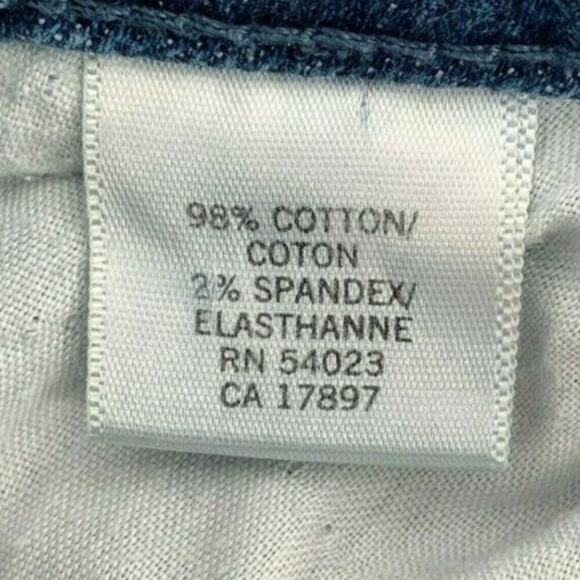 98% COTTON/
COTON
2% SPANDEX/
ELASTHANNE
RN 54023
CA 17897